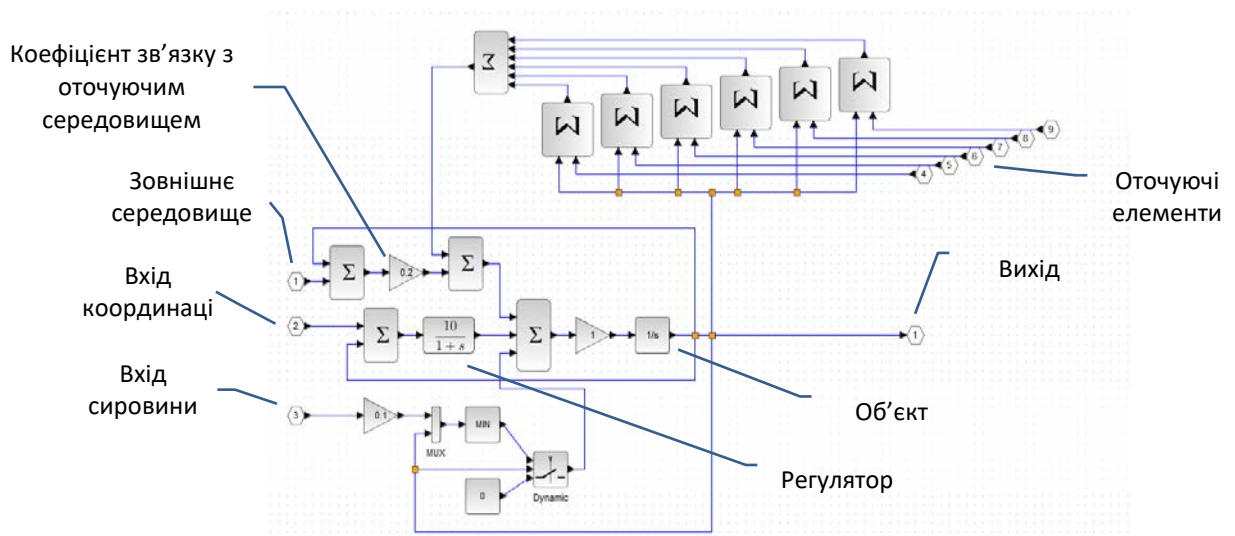 Коефіцієнт зв’язку з
оточуючим
середовищем
Зовнішнє
середовище
Вхід
координаці
Вхід
сировини
Σ
Σ
Σ
Σ
Σ
Σ
Σ
9
8
7
6
5
4
Оточуючі
елементи
1
Σ
0.2
Σ
2
Σ
10
1 + s
Σ
1
1/s
1
Вихід
3
0.1
MUX
MIN
0
Dynamic
Об’єкт
Регулятор